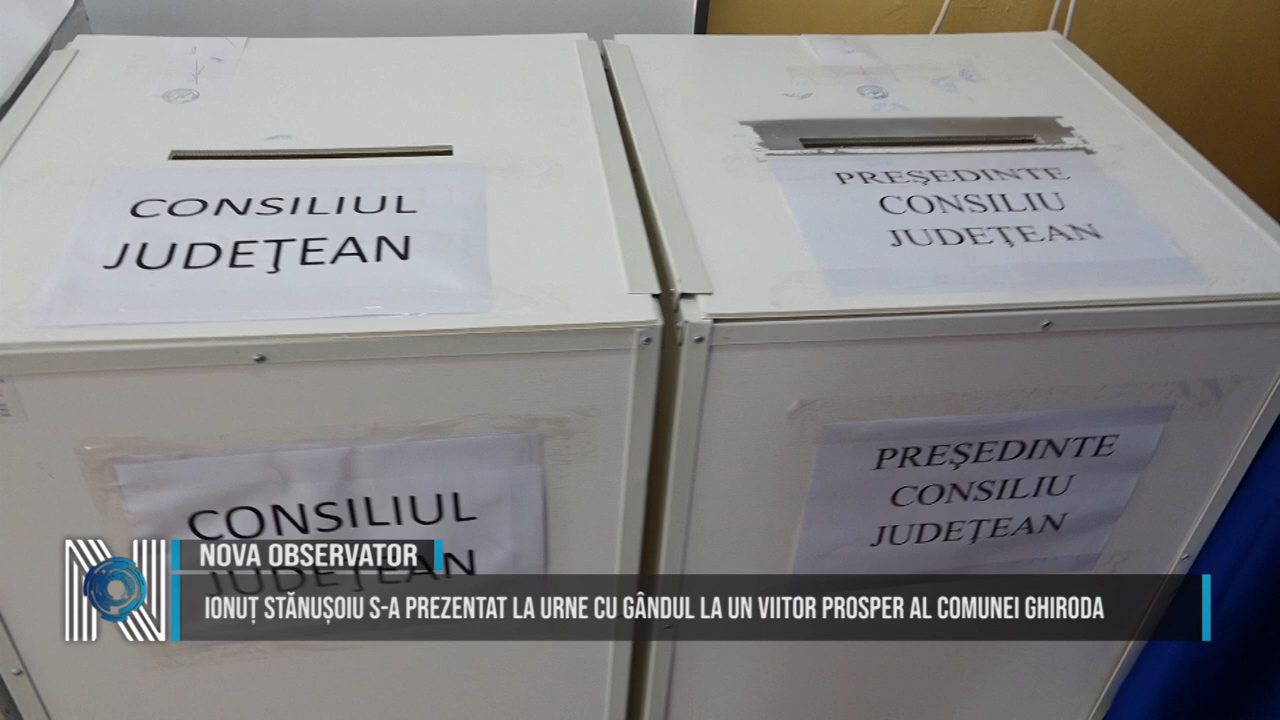 CONSILIUL
JUDEŢEAN
PREŞEDINTE
CONSILIU
JUDEŢEAN
CONSILIUL
JUDEŢEAN
PREŞEDINTE
CONSILIU
JUDEŢEAN
NOVA OBSERVATOR
IONUȚ STĂNUȘOIU S-A PREZENTAT LA URNE CU GÂNDUL LA UN VIITOR PROSPER AL COMUNEI GHIRODA